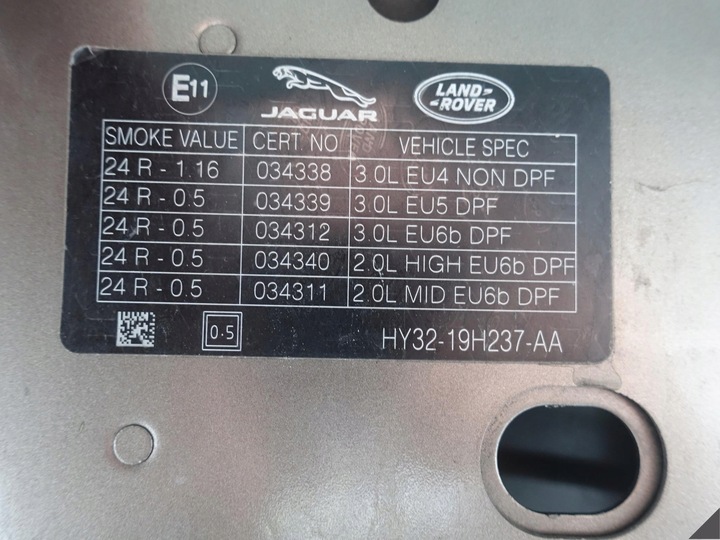 E11 JAGUAR LAND ROVER
SMOKE VALUE CERT. NO VEHICLE SPEC
24 R - 1.16 034338 3.0L EU4 NON DPF
24 R - 0.5 034339 3.0L EU5 DPF
24 R - 0.5 034312 3.0L EU6b DPF
24 R - 0.5 034340 2.0L HIGH EU6b DPF
24 R - 0.5 034311 2.0L MID EU6b DPF
0·5 HY32-19H237-AA